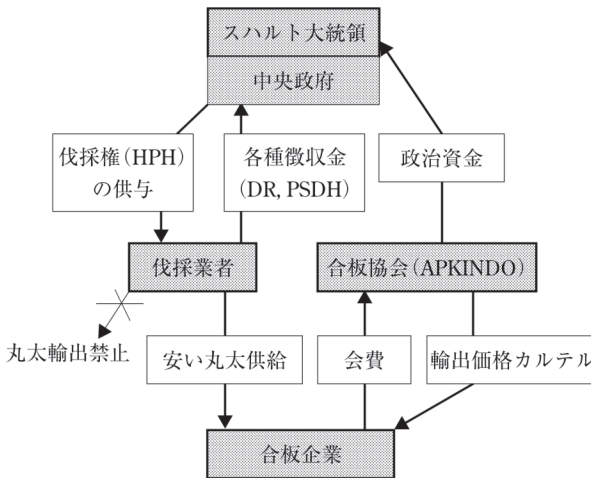 スハルト大統領
中央政府
伐採権(HPH)
の供与
各種徴収金
(DR, PSDH)
政治資金
伐採業者
合板協会(APKINDO)
丸太輸出禁止
安い丸太供給
会費
輸出価格カルテル
合板企業